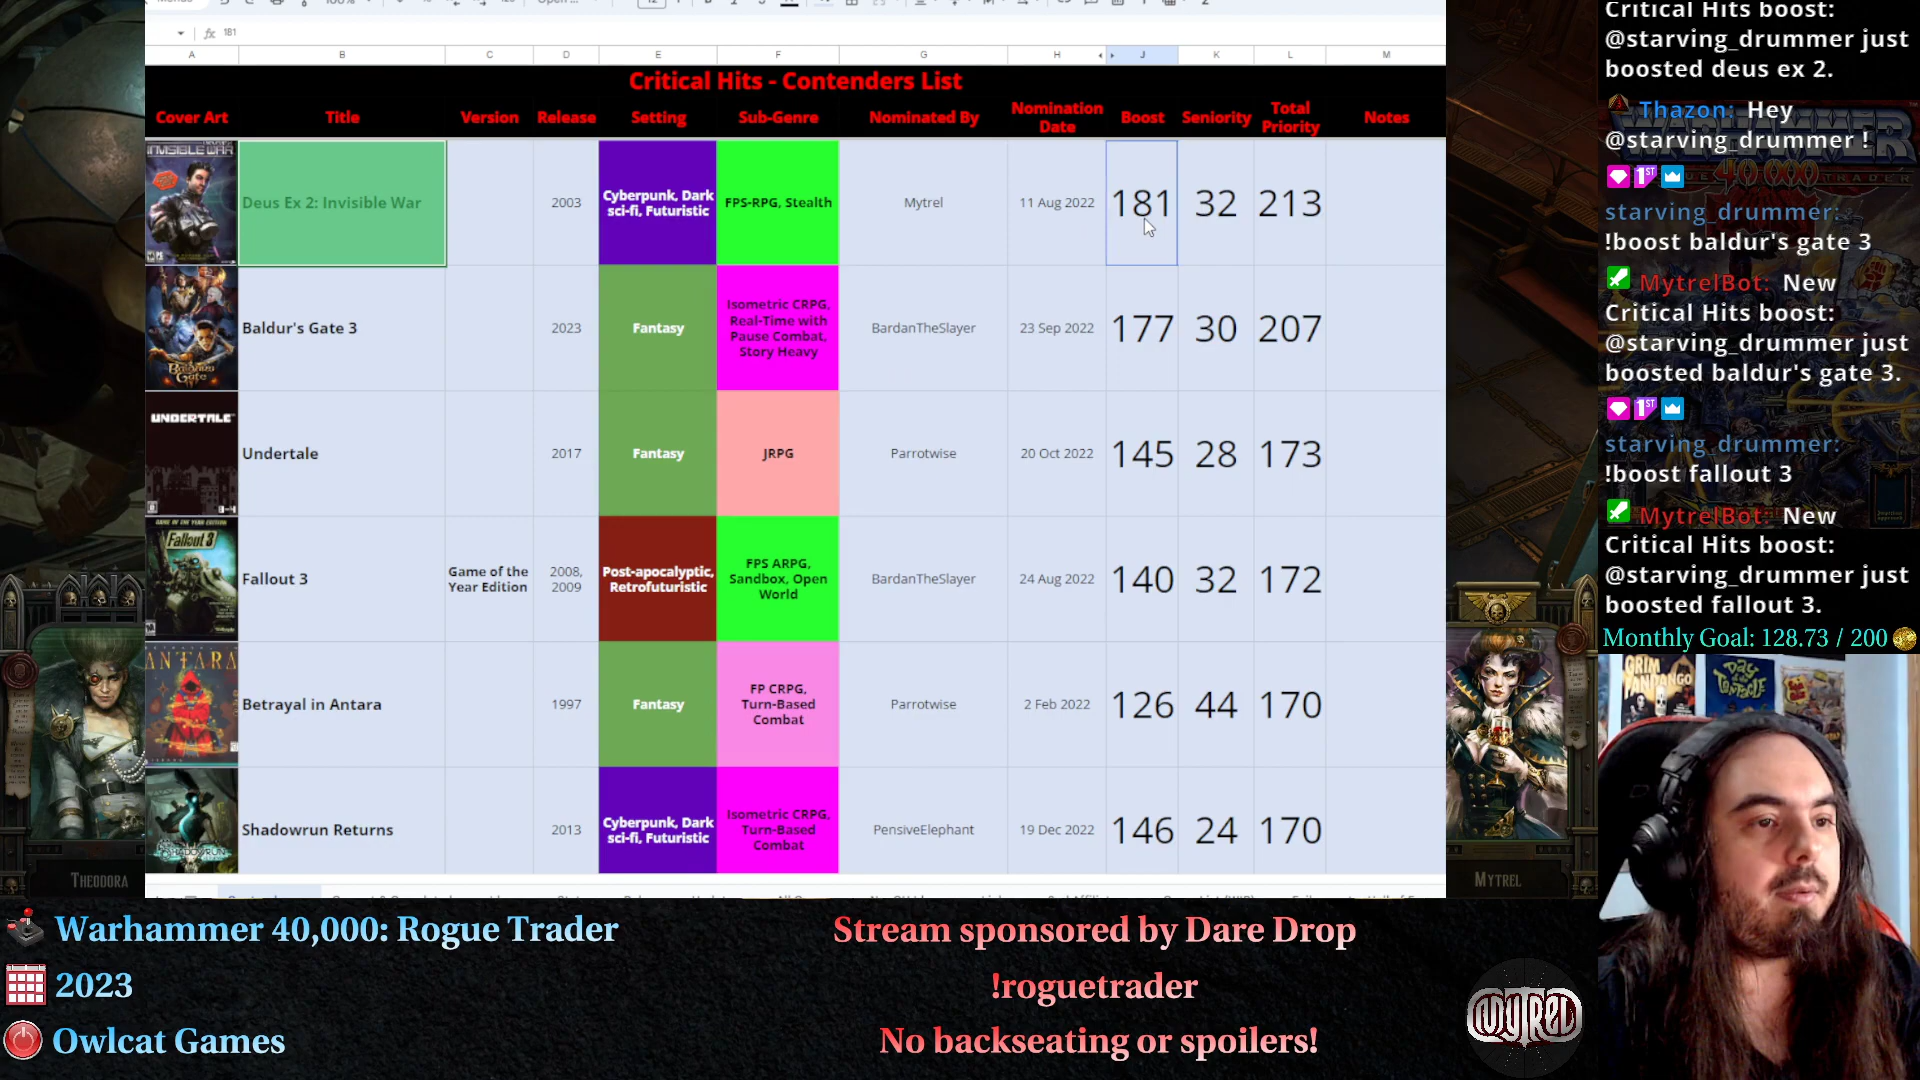 181
A B C D E F G H J K L M
Critical Hits - Contenders List
Cover Art Title Version Release Setting Sub-Genre Nominated By Nomination Date Boost Seniority Total Priority Notes
Deus Ex 2: Invisible War 2003 Cyberpunk, Dark sci-fi, Futuristic FPS-RPG, Stealth Mytrel 11 Aug 2022 181 32 213
Baldur's Gate 3 2023 Fantasy Isometric CRPG, Real-Time with Pause Combat, Story Heavy BardanTheSlayer 23 Sep 2022 177 30 207
UNDERTALE
Undertale 2017 Fantasy JRPG Parrotwise 20 Oct 2022 145 28 173
Fallout 3
Fallout 3 Game of the Year Edition 2008, 2009 Post-apocalyptic, Retrofuturistic FPS ARPG, Sandbox, Open World BardanTheSlayer 24 Aug 2022 140 32 172
Betrayal in Antara 1997 Fantasy FP CRPG, Turn-Based Combat Parrotwise 2 Feb 2022 126 44 170
Shadowrun Returns 2013 Cyberpunk, Dark sci-fi, Futuristic Isometric CRPG, Turn-Based Combat PensiveElephant 19 Dec 2022 146 24 170
Critical Hits boost:
@starving_drummer just
boosted deus ex 2.
Thazon: Hey
@starving_drummer !
starving_drummer:
!boost baldur's gate 3
MytrelBot: New
Critical Hits boost:
@starving_drummer just
boosted baldur's gate 3.
starving_drummer:
!boost fallout 3
MytrelBot: New
Critical Hits boost:
@starving_drummer just
boosted fallout 3.
Monthly Goal: 128.73 / 200
GRIM FANDANGO
Day of the Tentacle
THEODORA
MYTREL
Warhammer 40,000: Rogue Trader
2023
Owlcat Games
Stream sponsored by Dare Drop
!roguetrader
No backseating or spoilers!